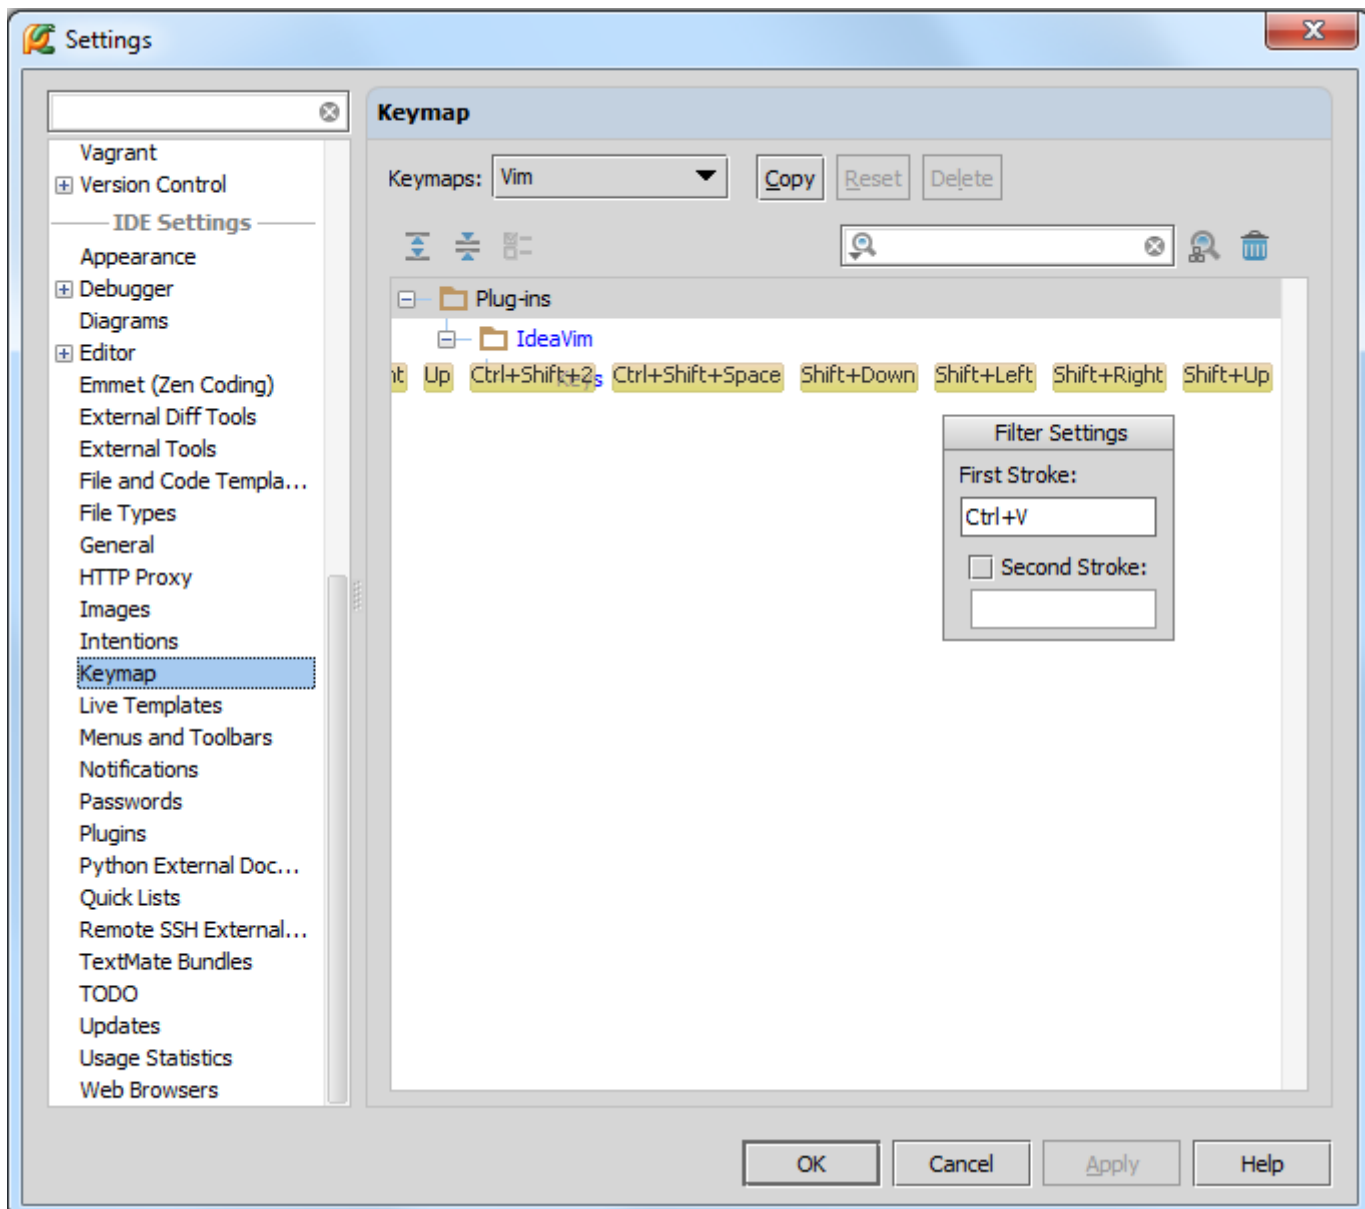 Settings
Vagrant
Version Control
IDE Settings
Appearance
Debugger
Diagrams
Editor
Emmet (Zen Coding)
External Diff Tools
External Tools
File and Code Templa...
File Types
General
HTTP Proxy
Images
Intentions
Keymap
Live Templates
Menus and Toolbars
Notifications
Passwords
Plugins
Python External Doc...
Quick Lists
Remote SSH External...
TextMate Bundles
TODO
Updates
Usage Statistics
Web Browsers
Keymap
Keymaps: Vim Copy Reset Delete
Plug-ins
IdeaVim
Up Ctrl+Shift+2 Ctrl+Shift+Space Shift+Down Shift+Left Shift+Right Shift+Up
Filter Settings
First Stroke:
Ctrl+V
Second Stroke:
OK Cancel Apply Help